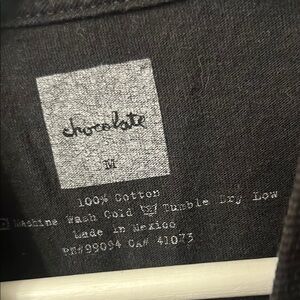 chocolate
M
100% Cotton
Machine Wash Cold Tumble Dry Low
Made in Mexico
RN#99094 CA# 41073